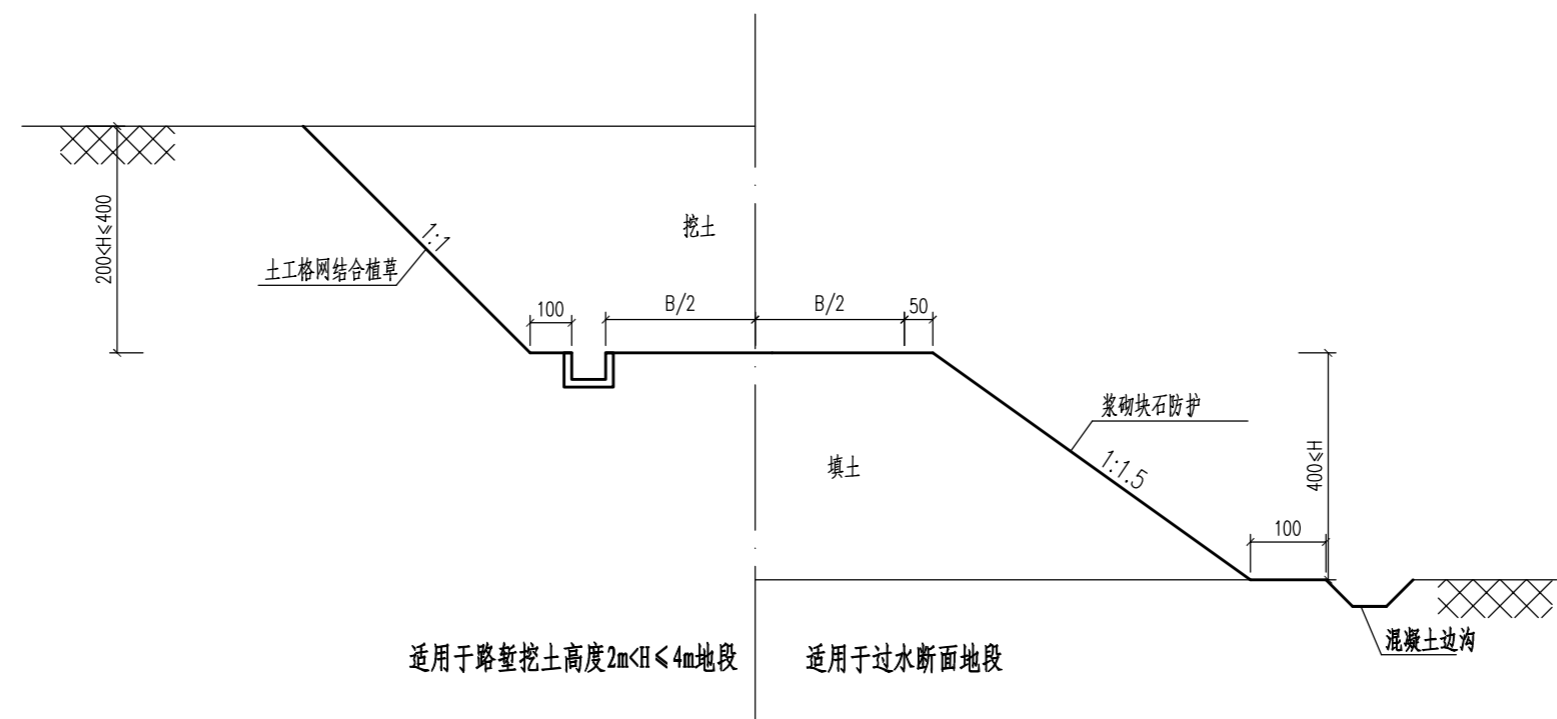 200<H≤400
挖土
1:1
土工格网结合植草
100
B/2
B/2
50
浆砌块石防护
1:1.5
填土
400≤H
100
混凝土边沟
适用于路堑挖土高度2m<H≤4m地段
适用于过水断面地段